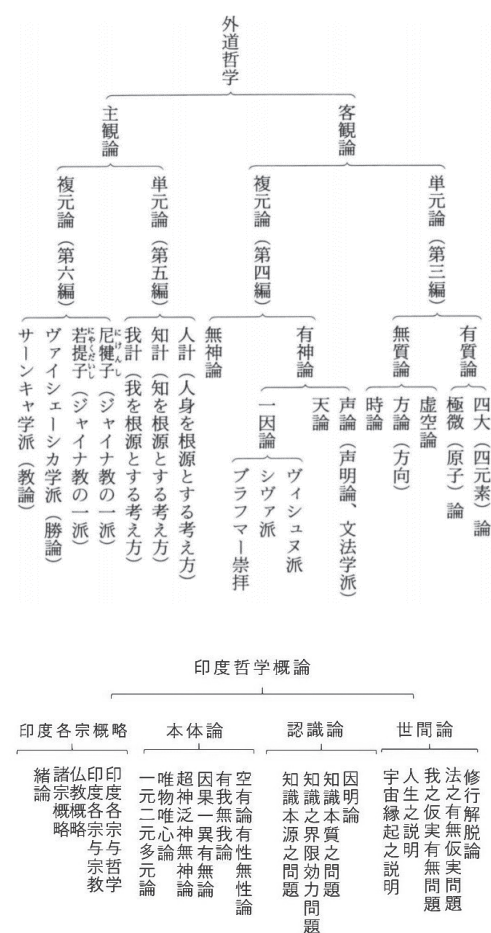 外道哲学
客観論
単元論（第三編）
有質論
四大（四元素）論
極微（原子）論
無質論
虚空論
方論（方向）
時論
複元論（第四編）
有神論
声論（声明論、文法学派）
天論
一因論
ヴィシュヌ派
シヴァ派
ブラフマー崇拝
無神論
主観論
単元論（第五編）
人計（人身を根源とする考え方）
知計（知を根源とする考え方）
我計（我を根源とする考え方）
複元論（第六編）
尼犍子（ジャイナ教の一派）
にけんし
若提子（ジャイナ教の一派）
にゃくだいし
ヴァイシェーシカ学派（勝論）
サーンキャ学派（教論）
印度哲学概論
世間論
修行解脱論
法之有無仮実問題
我之仮実有無問題
人生之説明
宇宙縁起之説明
認識論
因明論
知識本質之問題
知識之界限効力問題
知識本源之問題
本体論
空有論有性無性論
有我無我論
因果一異有無論
超神泛神無神論
唯物唯心論
一元二元多元論
印度各宗概略
印度各宗与哲学
印度各宗与宗教
仏教概略
諸宗概略
緒論